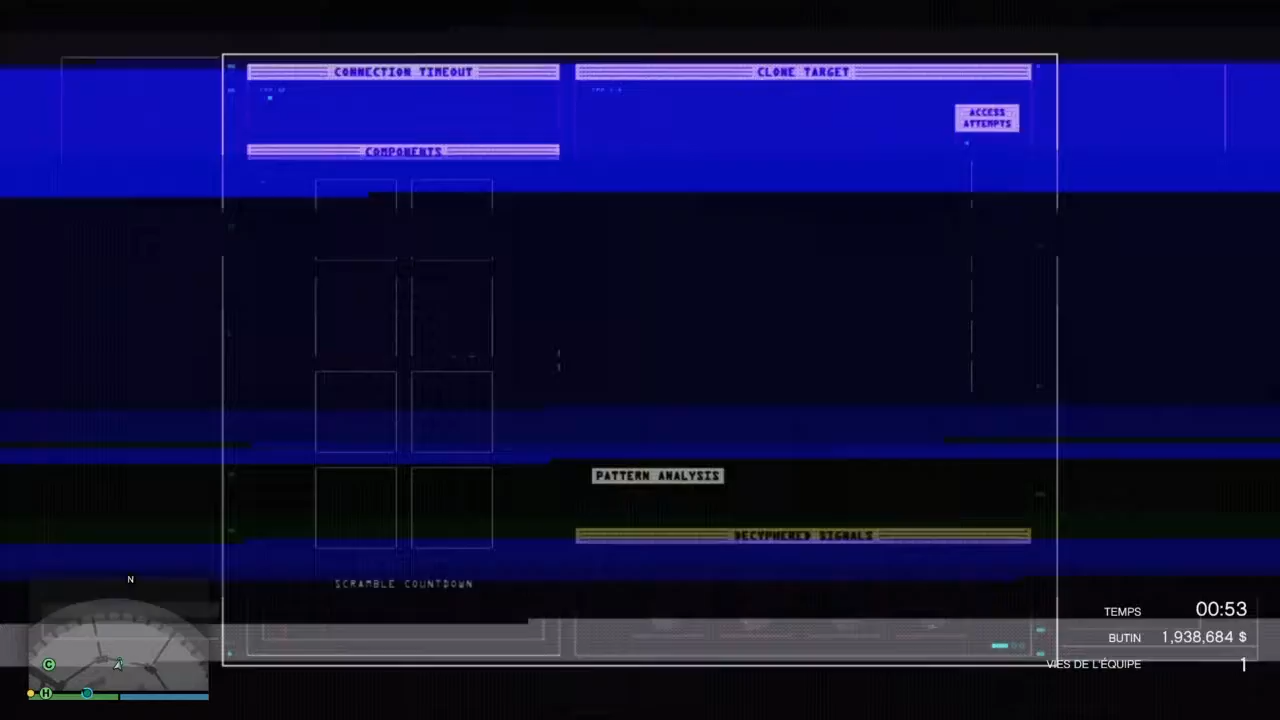 CONNECTION TIMEOUT
CLONE TARGET
ACCESS
ATTEMPTS
COMPONENTS
PATTERN ANALYSIS
DECYPHERED SIGNALS
SCRAMBLE COUNTDOWN
N
C
H
TEMPS 00:53
BUTIN 1,938,684 $
VIES DE L'ÉQUIPE 1